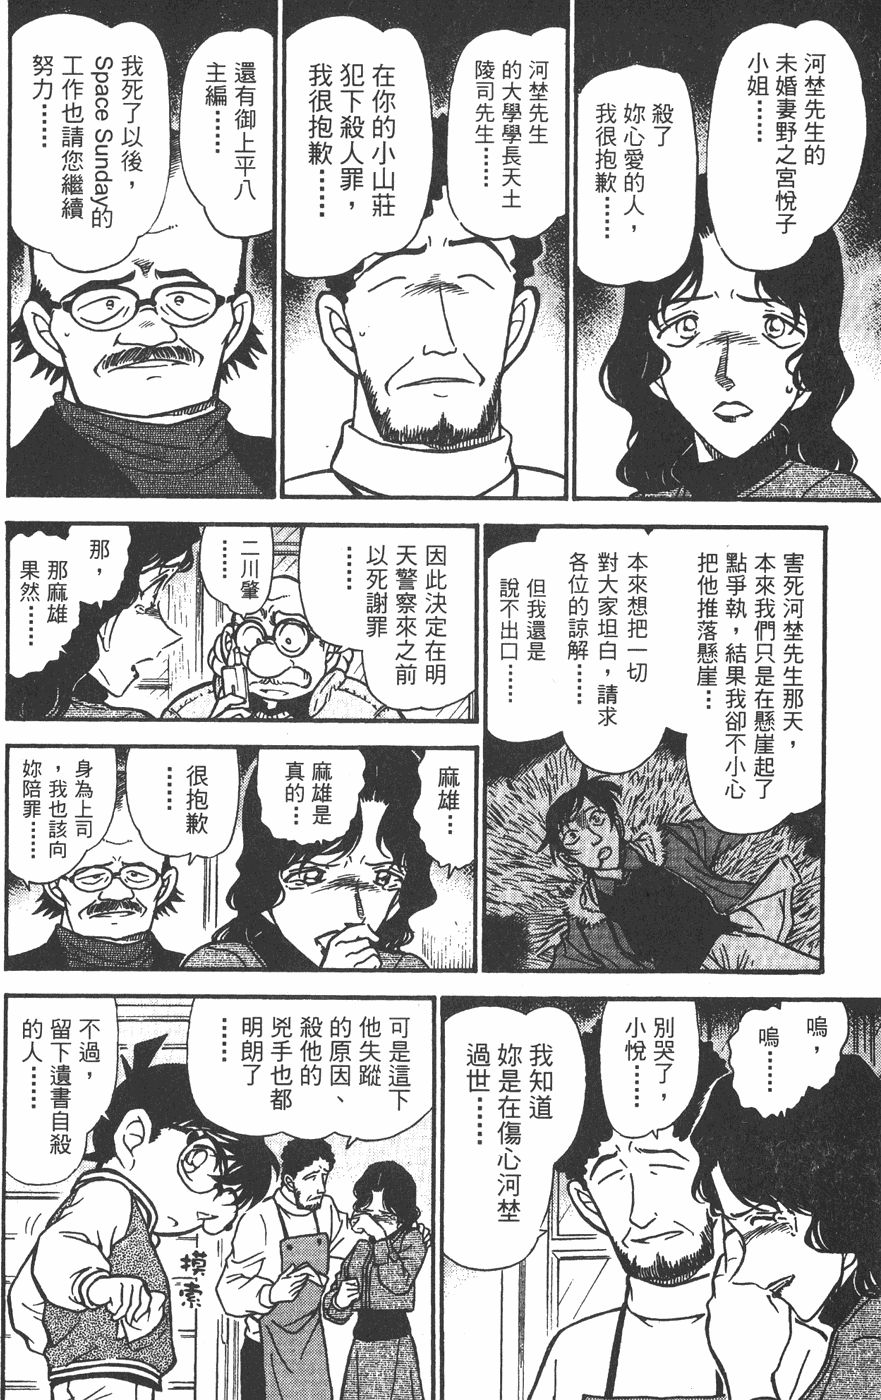 河埜先生的
未婚妻野之宮悅子
小姐……
殺了
妳心愛的人，
我很抱歉……
河埜先生
的大學學長天土
陵司先生……
在你的小山莊
犯下殺人罪，
我很抱歉……
還有御上平八
主編……
我死了以後，
Space Sunday的
工作也請您繼續
努力……
害死河埜先生那天，
本來我們只是在懸崖起了
點爭執，結果我卻不小心
把他推落懸崖…
本來想把一切
對大家坦白，請求
各位的諒解……
但我還是
說不出口……
因此決定在明
天警察來之前
以死謝罪
……
二川肇
……
那，
那麻雄
果然……
麻雄…
麻雄是
真的…
很抱歉
……
身為上司
，我也該向
妳陪罪……
嗚，
嗚……
別哭了，
小悅……
我知道
妳是在傷心河埜
過世……
可是這下
他失蹤
的原因、
殺他的
兇手也都
明朗了
……
不過，
留下遺書自殺
的人……
摸索